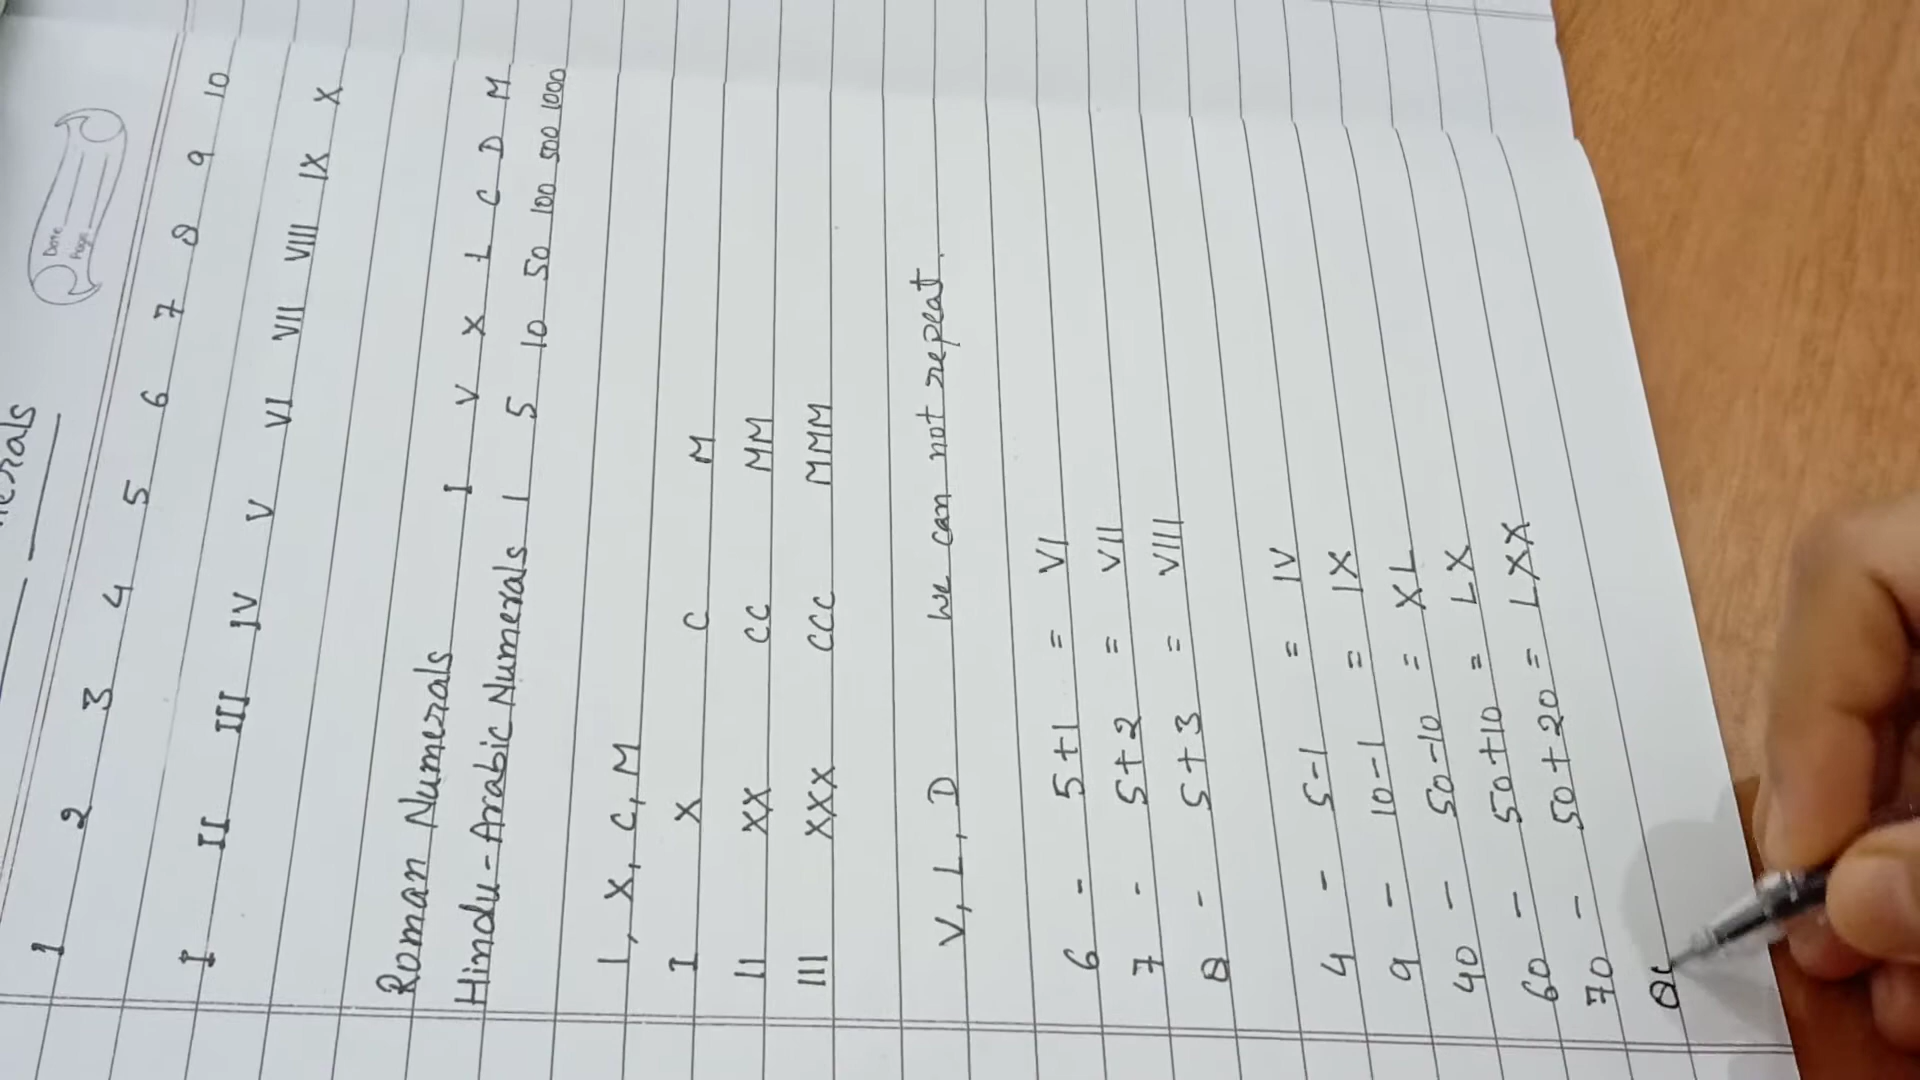 Date
Page
1 2 3 4 5 6 7 8 9 10
I II III IV V VI VII VIII IX X
Roman Numerals I V X L C D M
Hindu-Arabic Numerals 1 5 10 50 100 500 1000
I, X, C, M
I X C M
II XX CC MM
III XXX CCC MMM
V, L, D We can not repeat.
6 - 5+1 = VI
7 - 5+2 = VII
8 - 5+3 = VIII
4 - 5-1 = IV
9 - 10-1 = IX
40 - 50-10 = XL
60 - 50+10 = LX
70 - 50+20 = LXX
8